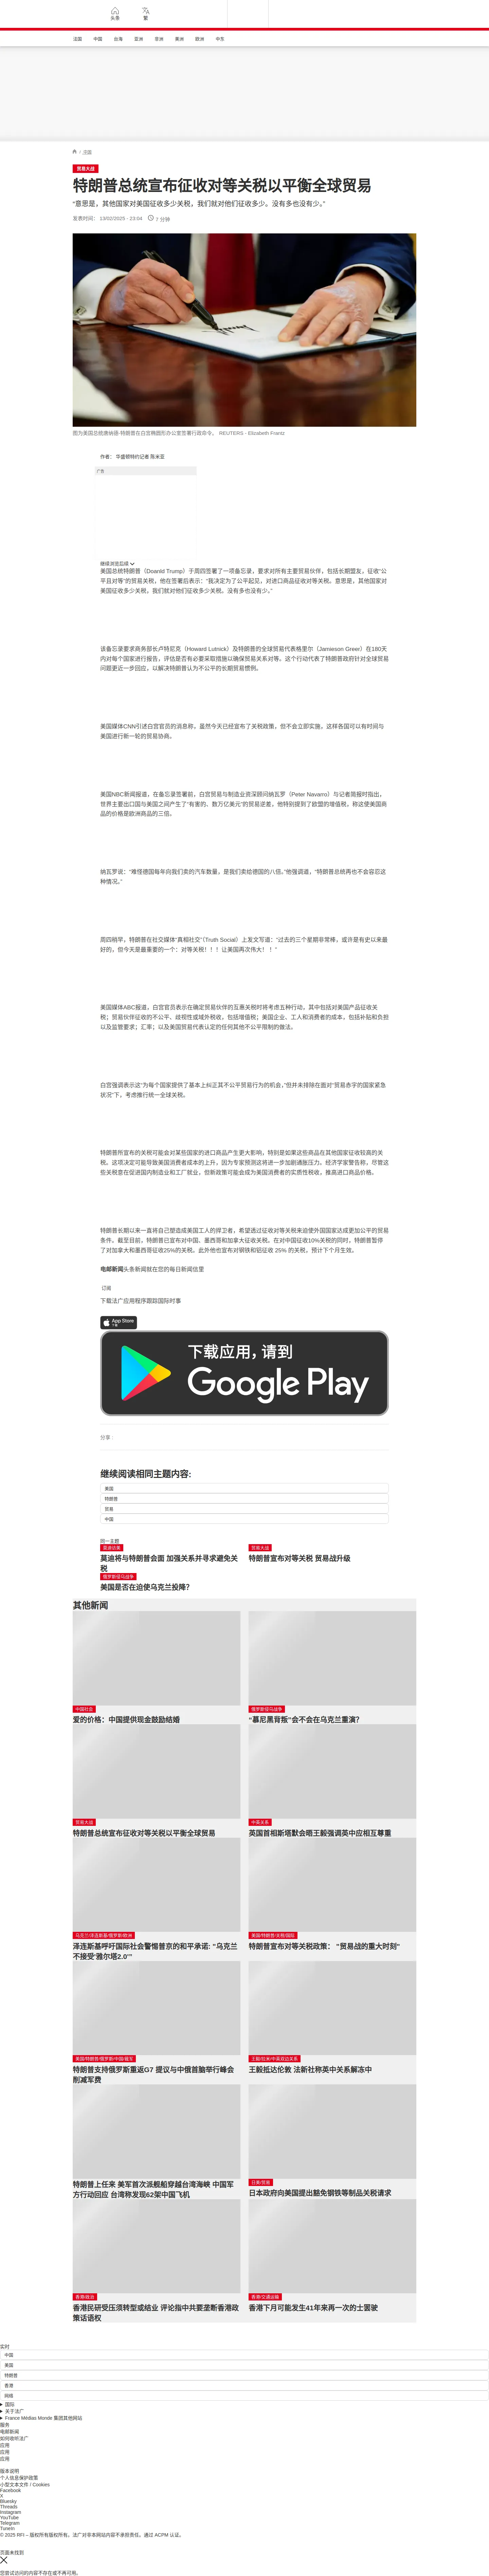 头条
繁
法国
中国
台海
亚洲
非洲
美洲
欧洲
中东
/ 中国
贸易大战
特朗普总统宣布征收对等关税以平衡全球贸易
“意思是，其他国家对美国征收多少关税，我们就对他们征收多少。没有多也没有少。”
发表时间： 13/02/2025 - 23:04
7 分钟
图为美国总统唐纳德-特朗普在白宫椭圆形办公室签署行政命令。 REUTERS - Elizabeth Frantz
作者： 华盛顿特约记者 陈米亚
广告
继续浏览后续
美国总统特朗普（Doanld Trump）于周四签署了一项备忘录，要求对所有主要贸易伙伴，包括长期盟友，征收“公
平且对等”的贸易关税，他在签署后表示：“我决定为了公平起见，对进口商品征收对等关税。意思是，其他国家对
美国征收多少关税，我们就对他们征收多少关税。没有多也没有少。”
该备忘录要求商务部长卢特尼克（Howard Lutnick）及特朗普的全球贸易代表格里尔（Jamieson Greer）在180天
内对每个国家进行报告，评估是否有必要采取措施以确保贸易关系对等。这个行动代表了特朗普政府针对全球贸易
问题更近一步回应，以解决特朗普认为不公平的长期贸易惯例。
美国媒体CNN引述白宫官员的消息称，虽然今天已经宣布了关税政策，但不会立即实施，这样各国可以有时间与
美国进行新一轮的贸易协商。
美国NBC新闻报道，在备忘录签署前，白宫贸易与制造业资深顾问纳瓦罗（Peter Navarro）与记者简报时指出，
世界主要出口国与美国之间产生了“有害的、数万亿美元”的贸易逆差，他特别提到了欧盟的增值税，称这使美国商
品的价格是欧洲商品的三倍。
纳瓦罗说：“难怪德国每年向我们卖的汽车数量，是我们卖给德国的八倍。”他强调道，“特朗普总统再也不会容忍这
种情况。”
周四稍早，特朗普在社交媒体“真相社交”（Truth Social）上发文写道：“过去的三个星期非常棒，或许是有史以来最
好的，但今天是最重要的一个：对等关税！！！让美国再次伟大！！”
美国媒体ABC报道，白宫官员表示在确定贸易伙伴的互惠关税时将考虑五种行动，其中包括对美国产品征收关
税；贸易伙伴征收的不公平、歧视性或域外税收，包括增值税；美国企业、工人和消费者的成本，包括补贴和负担
以及监管要求；汇率；以及美国贸易代表认定的任何其他不公平限制的做法。
白宫强调表示这“为每个国家提供了基本上纠正其不公平贸易行为的机会，”但并未排除在面对“贸易赤字的国家紧急
状况”下，考虑推行统一全球关税。
特朗普所宣布的关税可能会对某些国家的进口商品产生更大影响，特别是如果这些商品在其他国家征收较高的关
税。这项决定可能导致美国消费者成本的上升，因为专家预测这将进一步加剧通胀压力。经济学家警告称，尽管这
些关税意在促进国内制造业和工厂就业，但新政策可能会成为美国消费者的实质性税收，推高进口商品价格。
特朗普长期以来一直将自己塑造成美国工人的捍卫者，希望透过征收对等关税来迫使外国国家达成更加公平的贸易
条件。截至目前，特朗普已宣布对中国、墨西哥和加拿大征收关税。在对中国征收10%关税的同时，特朗普暂停
了对加拿大和墨西哥征收25%的关税。此外他也宣布对钢铁和铝征收 25% 的关税，预计下个月生效。
电邮新闻头条新闻就在您的每日新闻信里
订阅
下载法广应用程序跟踪国际时事
App Store
下载
下载应用，请到
Google Play
分享 :
继续阅读相同主题内容:
美国
特朗普
贸易
中国
同一主题
莫迪访美
莫迪将与特朗普会面 加强关系并寻求避免关
税
贸易大战
特朗普宣布对等关税 贸易战升级
俄罗斯侵乌战争
美国是否在迫使乌克兰投降？
其他新闻
中国社会
爱的价格：中国提供现金鼓励结婚
俄罗斯侵乌战争
“慕尼黑背叛”会不会在乌克兰重演？
贸易大战
特朗普总统宣布征收对等关税以平衡全球贸易
中英关系
英国首相斯塔默会晤王毅强调英中应相互尊重
乌克兰/泽连斯基/俄罗斯/欧洲
泽连斯基呼吁国际社会警惕普京的和平承诺: "乌克兰
不接受'雅尔塔2.0'"
美国/特朗普/关税/国际
特朗普宣布对等关税政策： "贸易战的重大时刻"
美国/特朗普/俄罗斯/中国/裁军
特朗普支持俄罗斯重返G7 提议与中俄首脑举行峰会
削减军费
王毅/拉米/中英双边关系
王毅抵达伦敦 法新社称英中关系解冻中
特朗普上任来 美军首次派舰船穿越台湾海峡 中国军
方行动回应 台湾称发现62架中国飞机
日美/贸易
日本政府向美国提出豁免钢铁等制品关税请求
香港/政治
香港民研受压须转型或结业 评论指中共要垄断香港政
策话语权
香港/交通运输
香港下月可能发生41年来再一次的士罢驶
实时
中国
美国
特朗普
香港
网络
国际
关于法广
France Médias Monde 集团其他网站
服务
电邮新闻
如何收听法广
应用
应用
应用
版本说明
个人信息保护政策
小型文本文件 / Cookies
Facebook
X
Bluesky
Threads
Instagram
YouTube
Telegram
TuneIn
© 2025 RFI – 版权所有版权所有。法广对非本网站内容不承担责任。通过 ACPM 认证。
页面未找到
您尝试访问的内容不存在或不再可用。